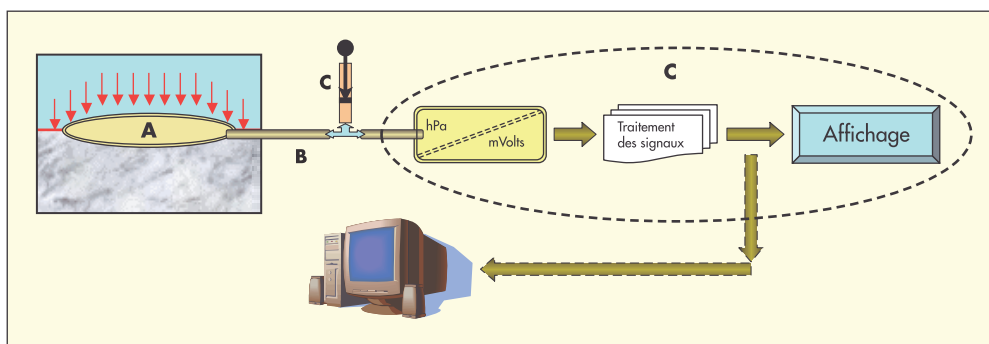 C
C
A
hPa
mVolts
Traitement
des signaux
Affichage
B